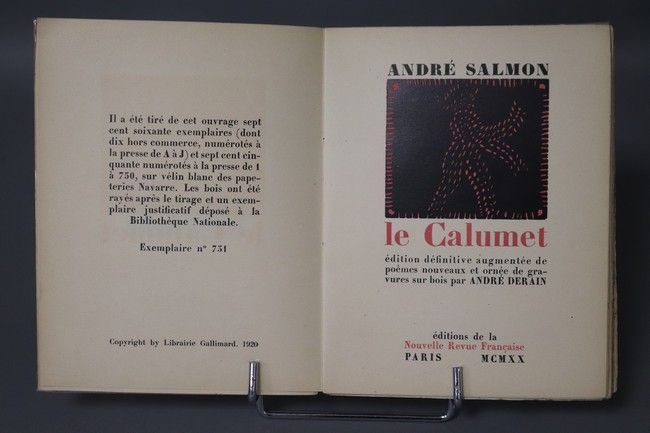 Il a été tiré de cet ouvrage sept
cent soixante exemplaires (dont
dix hors commerce, numérotés à
la presse de A à J) et sept cent cin-
quante numérotés à la presse de 1
à 750, sur vélin blanc des pape-
teries Navarre. Les bois ont été
rayés après le tirage et un exem-
plaire justificatif déposé à la
Bibliothèque Nationale.
Exemplaire nº 731
Copyright by Librairie Gallimard. 1920
ANDRÉ SALMON
le Calumet
édition définitive augmentée de
poèmes nouveaux et ornée de gra-
vures sur bois par ANDRÉ DERAIN
éditions de la
Nouvelle Revue Française
PARIS MCMXX